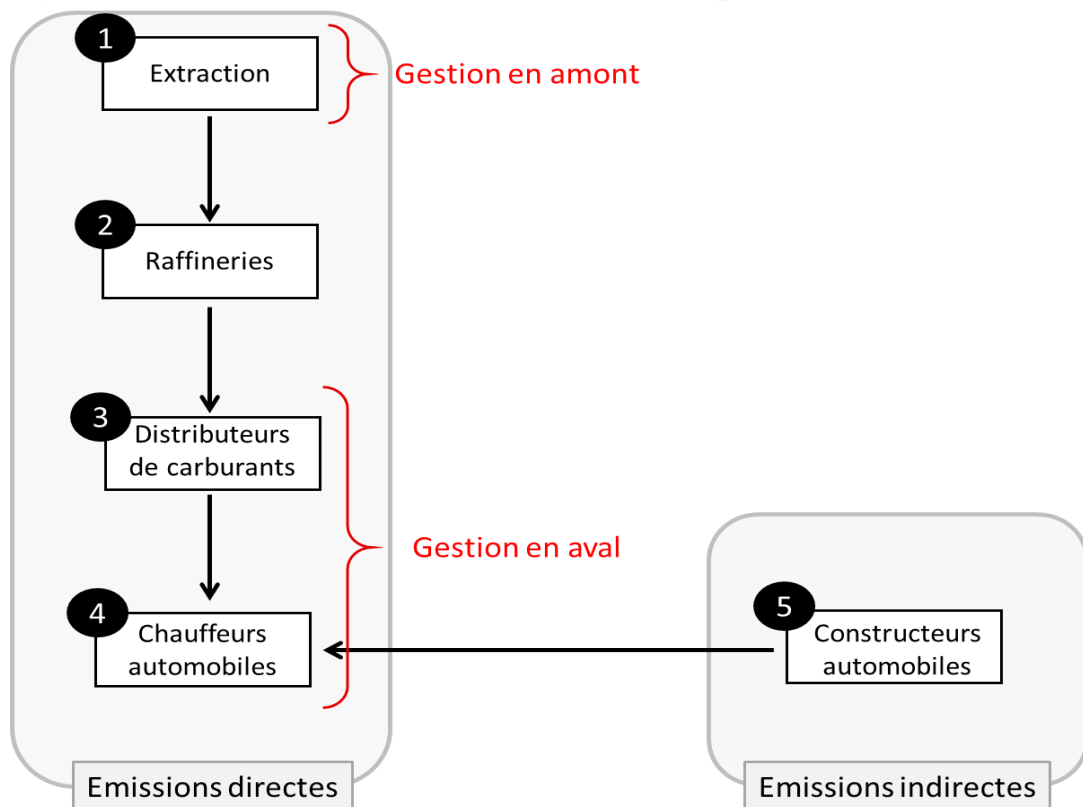 1
Extraction
Gestion en amont
2
Raffineries
3
Distributeurs
de carburants
Gestion en aval
4
Chauffeurs
automobiles
5
Constructeurs
automobiles
Emissions directes
Emissions indirectes